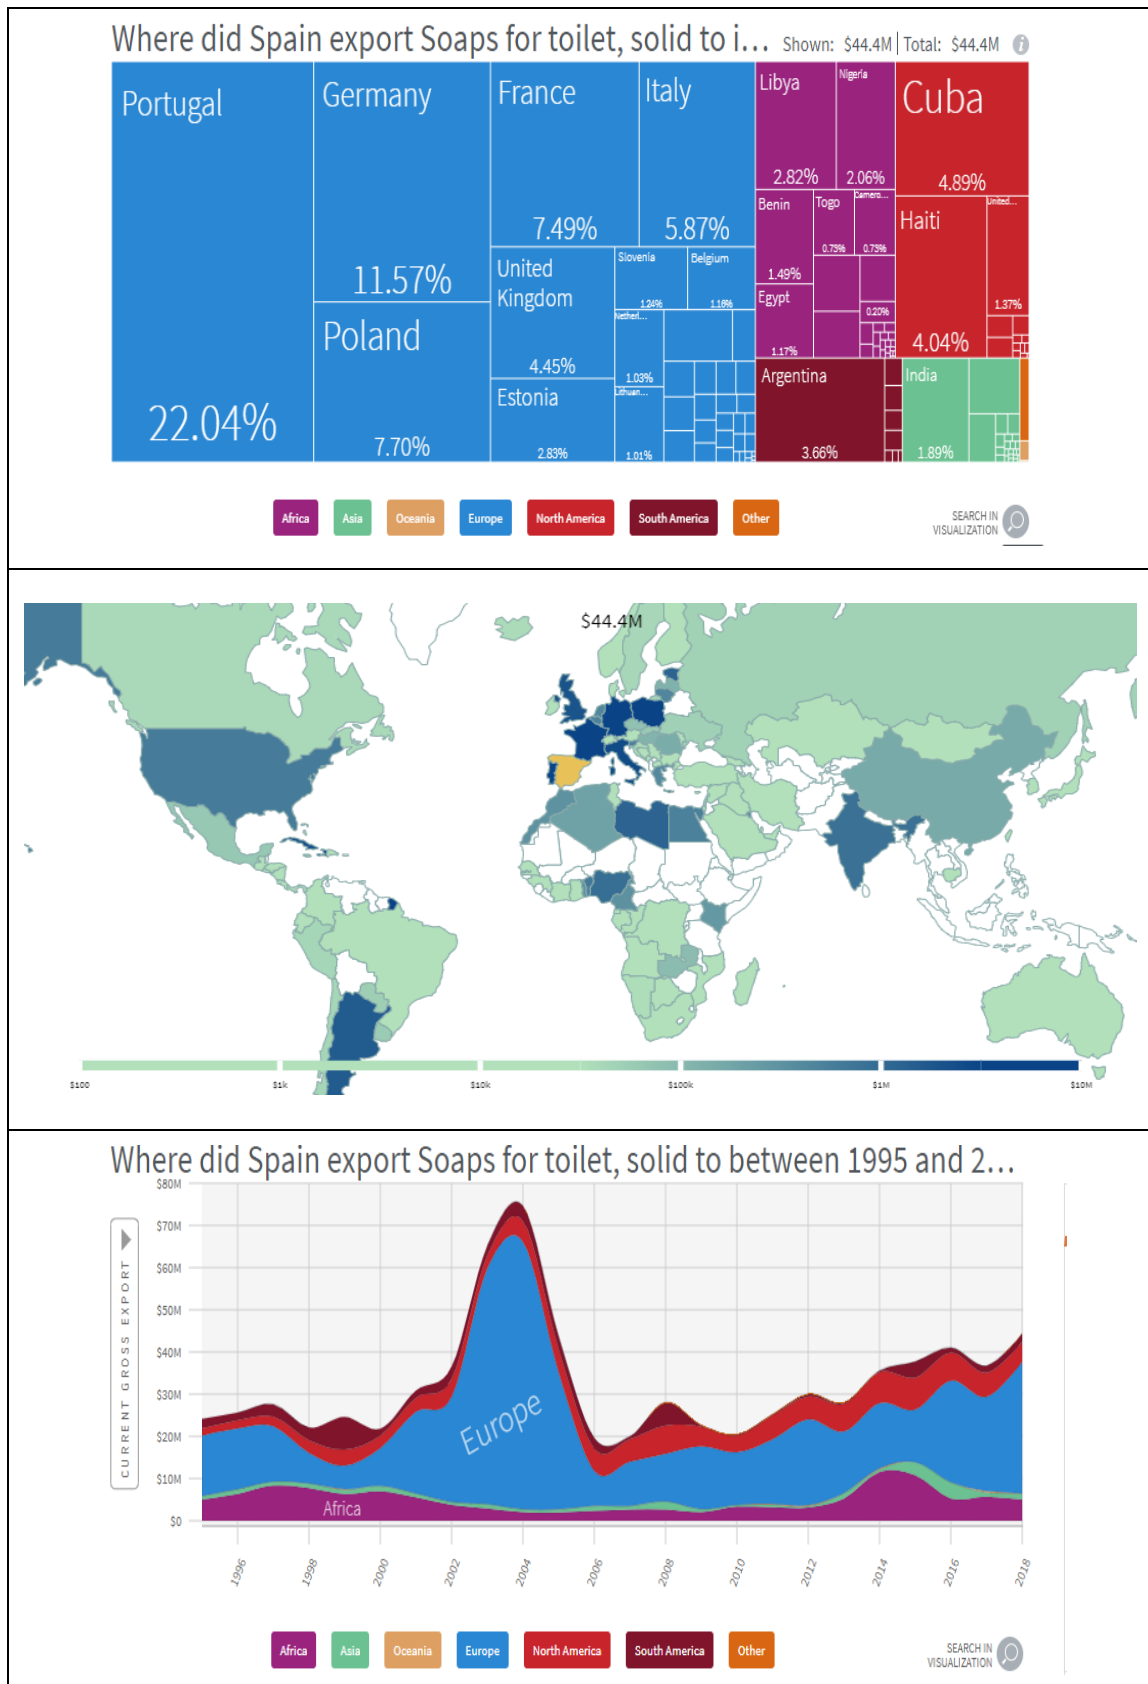 Where did Spain export Soaps for toilet, solid to i...
Shown: $44.4M | Total: $44.4M
Portugal
22.04%
Germany
11.57%
Poland
7.70%
France
7.49%
Italy
5.87%
United
Kingdom
4.45%
Estonia
2.83%
Slovenia
1.24%
Belgium
1.16%
Netherl...
1.03%
Lithuan...
1.01%
Libya
2.82%
Nigeria
2.06%
Benin
1.49%
Togo
0.73%
Camero...
0.73%
Egypt
1.17%
0.20%
Cuba
4.89%
Haiti
4.04%
United...
1.37%
Argentina
3.66%
India
1.89%
Africa
Asia
Oceania
Europe
North America
South America
Other
SEARCH IN
VISUALIZATION
$44.4M
$100
$1k
$10k
$100k
$1M
$10M
Where did Spain export Soaps for toilet, solid to between 1995 and 2...
CURRENT GROSS EXPORT
$80M
$70M
$60M
$50M
$40M
$30M
$20M
$10M
$0
Europe
Africa
1996
1998
2000
2002
2004
2006
2008
2010
2012
2014
2016
2018
Africa
Asia
Oceania
Europe
North America
South America
Other
SEARCH IN
VISUALIZATION